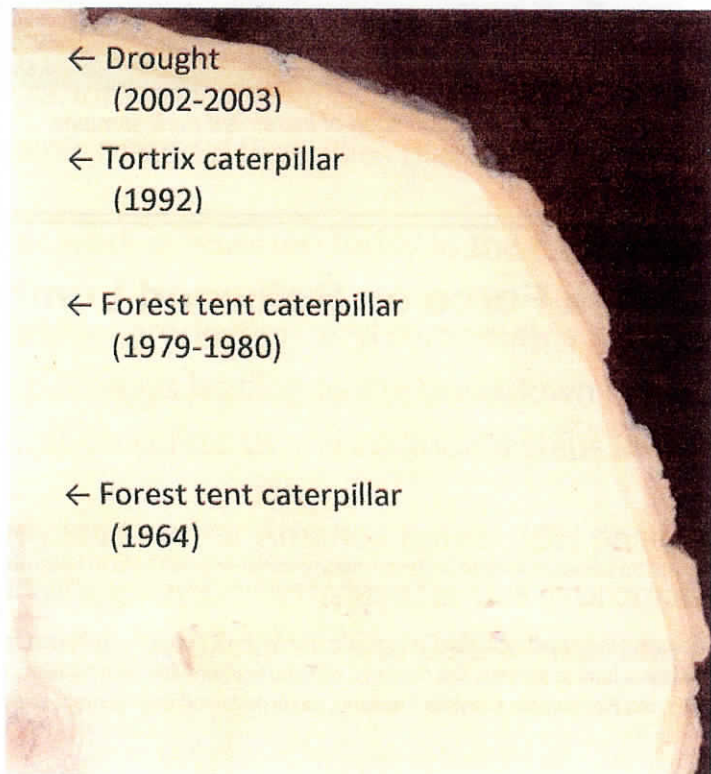 ← Drought
(2002-2003)
← Tortrix caterpillar
(1992)
← Forest tent caterpillar
(1979-1980)
← Forest tent caterpillar
(1964)